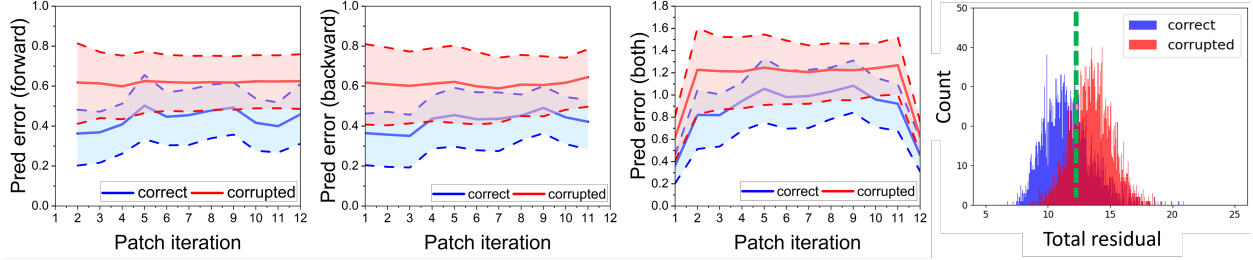 Pred error (forward)
1.0
0.8
0.6
0.4
0.2
0.0
correct corrupted
1 2 3 4 5 6 7 8 9 10 11 12
Patch iteration
Pred error (backward)
1.0
0.8
0.6
0.4
0.2
0.0
correct corrupted
1 2 3 4 5 6 7 8 9 10 11 12
Patch iteration
Pred error (both)
1.8
1.6
1.4
1.2
1.0
0.8
0.6
0.4
0.2
0.0
correct corrupted
1 2 3 4 5 6 7 8 9 10 11 12
Patch iteration
Count
50
40
0
0
10
0
correct
corrupted
5 10 15 20 25
Total residual